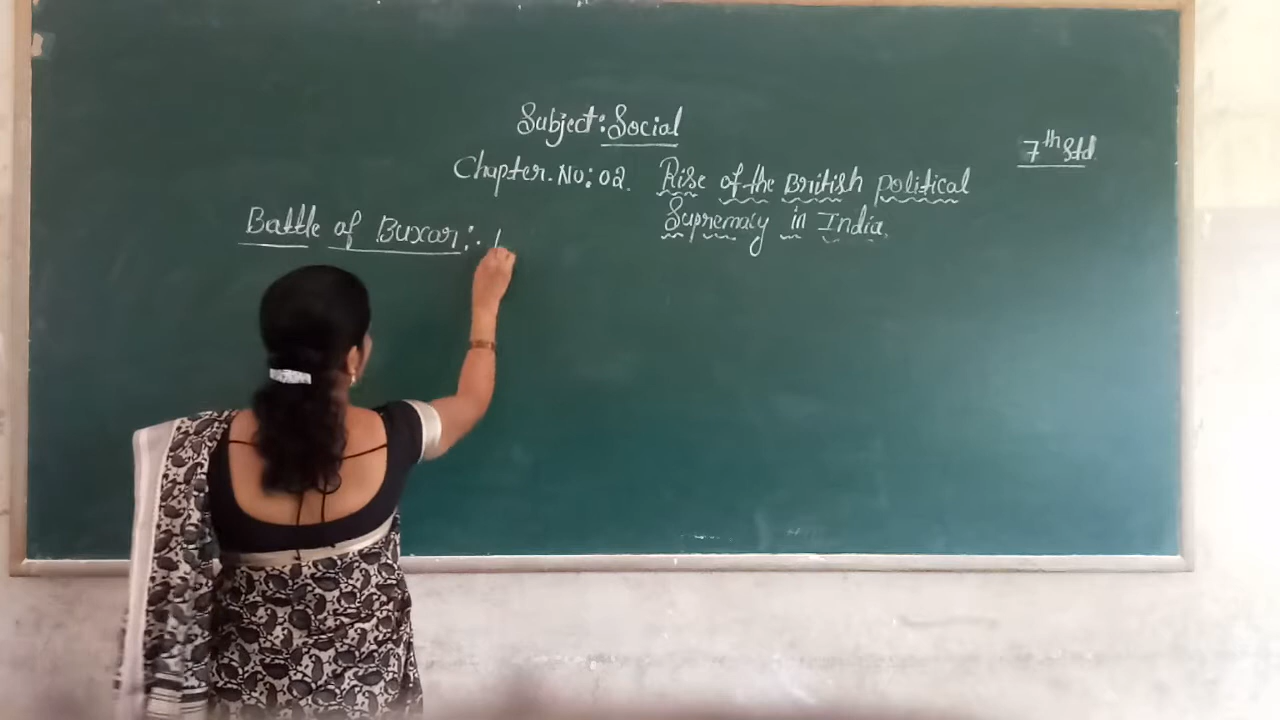 Subject: Social
7th Std.
Chapter. No: 02. Rise of the British political
Supremacy in India.
Battle of Buxar:-